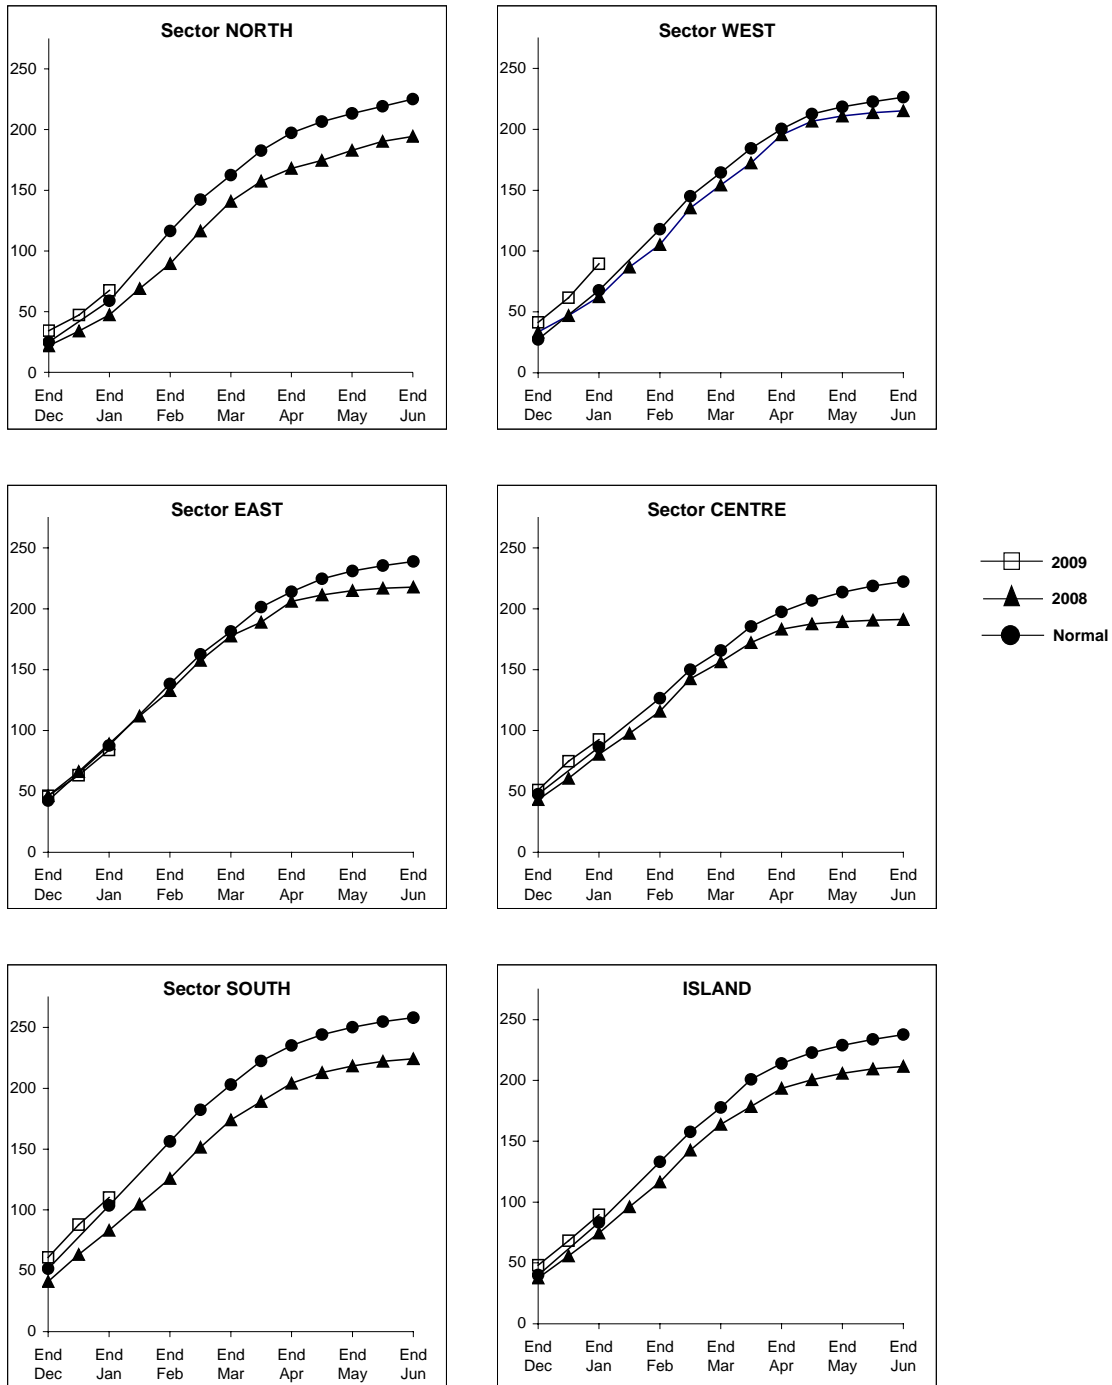 Sector NORTH
250
200
150
100
50
0
End End End End End End End
Dec Jan Feb Mar Apr May Jun
Sector WEST
250
200
150
100
50
0
End End End End End End End
Dec Jan Feb Mar Apr May Jun
Sector EAST
250
200
150
100
50
0
End End End End End End End
Dec Jan Feb Mar Apr May Jun
Sector CENTRE
250
200
150
100
50
0
End End End End End End End
Dec Jan Feb Mar Apr May Jun
2009
2008
Normal
Sector SOUTH
250
200
150
100
50
0
End End End End End End End
Dec Jan Feb Mar Apr May Jun
ISLAND
250
200
150
100
50
0
End End End End End End End
Dec Jan Feb Mar Apr May Jun